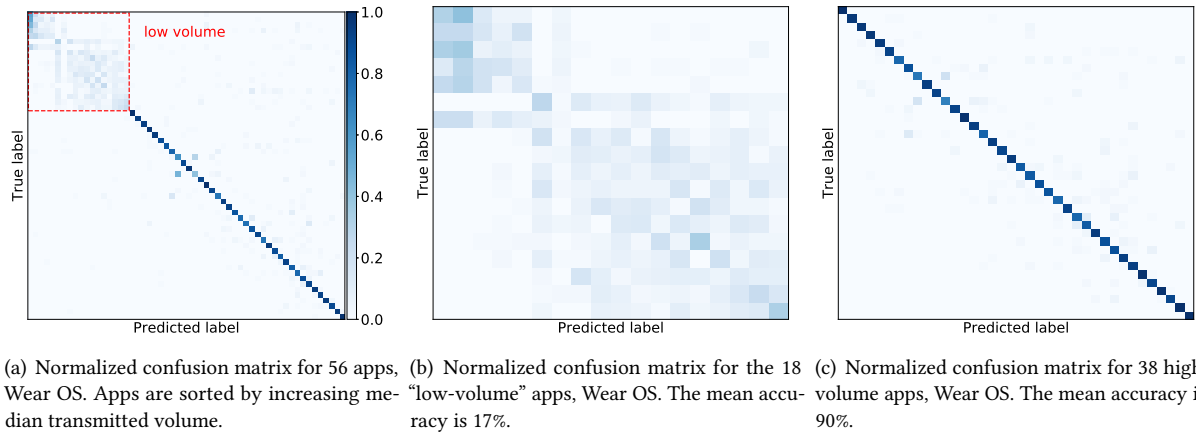 low volume
1.0
0.8
0.6
0.4
0.2
0.0
True label
Predicted label
True label
Predicted label
True label
Predicted label
(a) Normalized confusion matrix for 56 apps,
Wear OS. Apps are sorted by increasing me-
dian transmitted volume.
(b) Normalized confusion matrix for the 18
“low-volume” apps, Wear OS. The mean accu-
racy is 17%.
(c) Normalized confusion matrix for 38 high
volume apps, Wear OS. The mean accuracy i
90%.